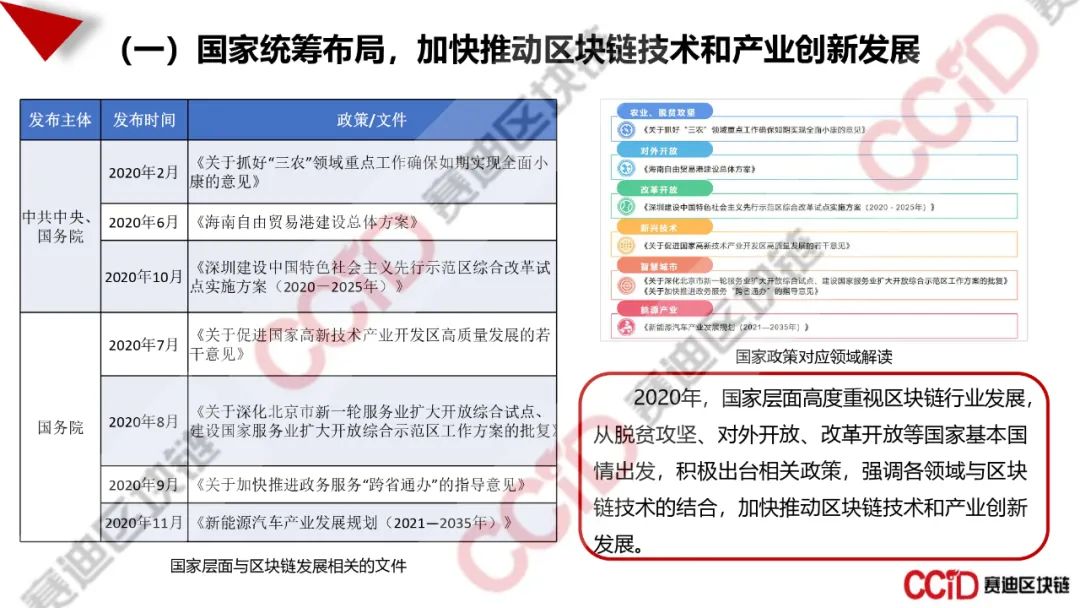 （一）国家统筹布局，加快推动区块链技术和产业创新发展
发布主体 发布时间 政策/文件
中共中央、
国务院
2020年2月
《关于抓好“三农”领域重点工作确保如期实现全面小
康的意见》
2020年6月 《海南自由贸易港建设总体方案》
2020年10月
《深圳建设中国特色社会主义先行示范区综合改革试
点实施方案（2020－2025年）》
国务院
2020年7月
《关于促进国家高新技术产业开发区高质量发展的若
干意见》
2020年8月
《关于深化北京市新一轮服务业扩大开放综合试点、
建设国家服务业扩大开放综合示范区工作方案的批复》
2020年9月 《关于加快推进政务服务“跨省通办”的指导意见》
2020年11月 《新能源汽车产业发展规划（2021—2035年）》
国家层面与区块链发展相关的文件
农业、脱贫攻坚
《关于抓好“三农”领域重点工作确保如期实现全面小康的意见》
对外开放
《海南自由贸易港建设总体方案》
改革开放
《深圳建设中国特色社会主义先行示范区综合改革试点实施方案（2020－2025年）》
新兴技术
《关于促进国家高新技术产业开发区高质量发展的若干意见》
智慧城市
《关于深化北京市新一轮服务业扩大开放综合试点、建设国家服务业扩大开放综合示范区工作方案的批复》
《关于加快推进政务服务“跨省通办”的指导意见》
能源产业
《新能源汽车产业发展规划（2021—2035年）》
国家政策对应领域解读
2020年，国家层面高度重视区块链行业发展，
从脱贫攻坚、对外开放、改革开放等国家基本国
情出发，积极出台相关政策，强调各领域与区块
链技术的结合，加快推动区块链技术和产业创新
发展。
CCID 赛迪区块链
CCID 赛迪区块链